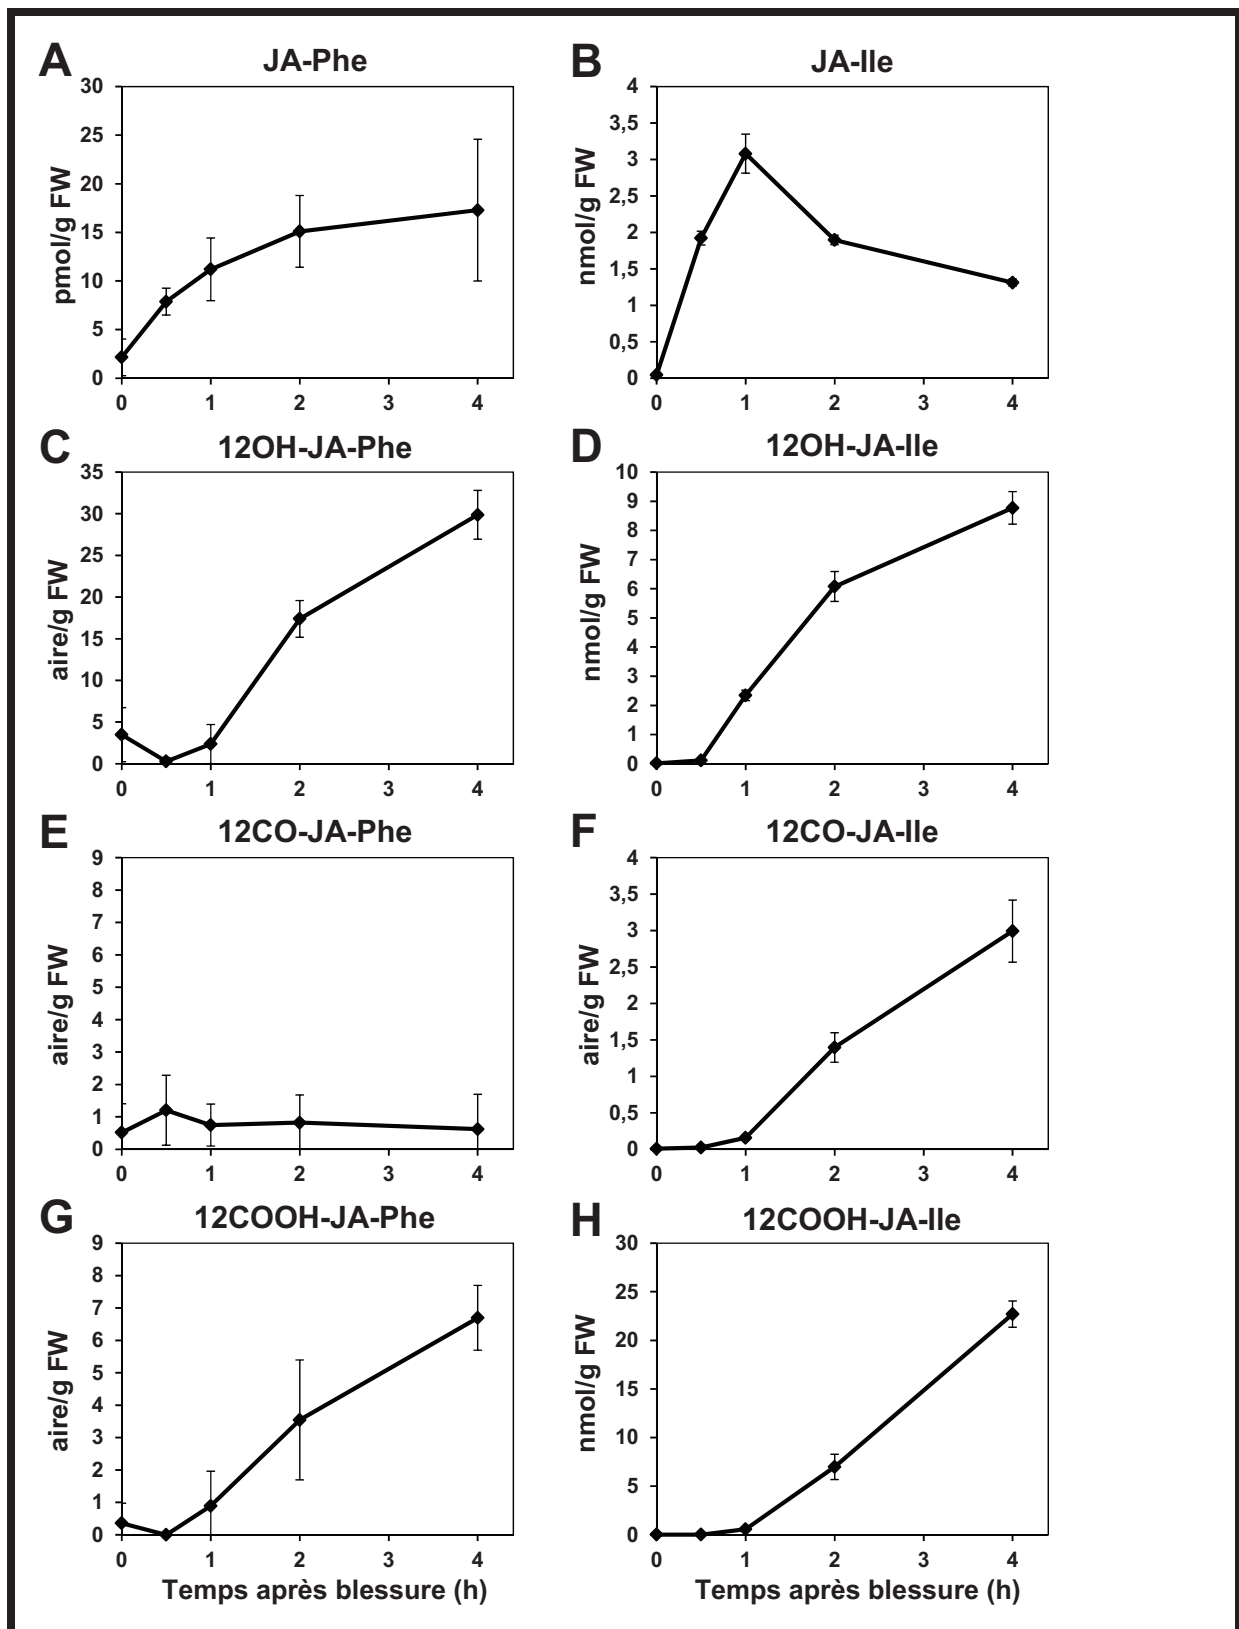 A JA-Phe
30
25
20
15
10
5
0
pmol/g FW
0 1 2 3 4
B JA-Ile
4
3,5
3
2,5
2
1,5
1
0,5
0
nmol/g FW
0 1 2 3 4
C 12OH-JA-Phe
35
30
25
20
15
10
5
0
aire/g FW
0 1 2 3 4
D 12OH-JA-Ile
10
9
8
7
6
5
4
3
2
1
0
nmol/g FW
0 1 2 3 4
E 12CO-JA-Phe
9
8
7
6
5
4
3
2
1
0
aire/g FW
0 1 2 3 4
F 12CO-JA-Ile
4
3,5
3
2,5
2
1,5
1
0,5
0
aire/g FW
0 1 2 3 4
G 12COOH-JA-Phe
9
8
7
6
5
4
3
2
1
0
aire/g FW
0 1 2 3 4
Temps après blessure (h)
H 12COOH-JA-Ile
30
25
20
15
10
5
0
nmol/g FW
0 1 2 3 4
Temps après blessure (h)